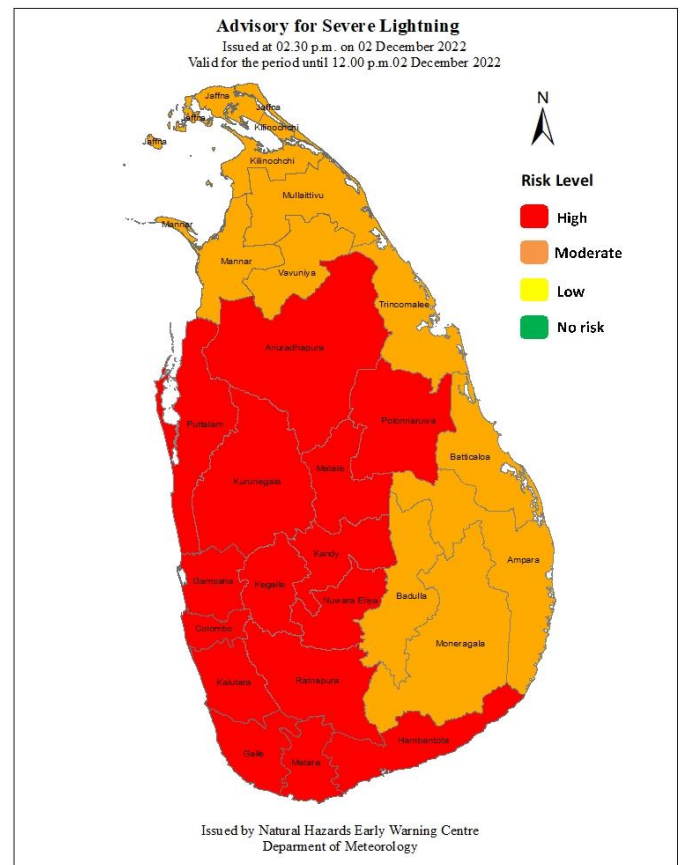 Advisory for Severe Lightning
Issued at 02.30 p.m. on 02 December 2022
Valid for the period until 12.00 p.m.02 December 2022
N
Risk Level
High
Moderate
Low
No risk
Jaffna
Jaffna
Jaffna
Kilinochchi
Jaffna
Kilinochchi
Mullaittivu
Mannar
Mannar
Vavuniya
Trincomalee
Anuradhapura
Polonnaruwa
Puttalam
Batticaloa
Matale
Kurunegala
Kandy
Ampara
Gampaha
Kegalle
Nuwara Eliya
Badulla
Colombo
Moneragala
Kalutara
Ratnapura
Hambantota
Galle
Matara
Issued by Natural Hazards Early Warning Centre
Deparment of Meteorology